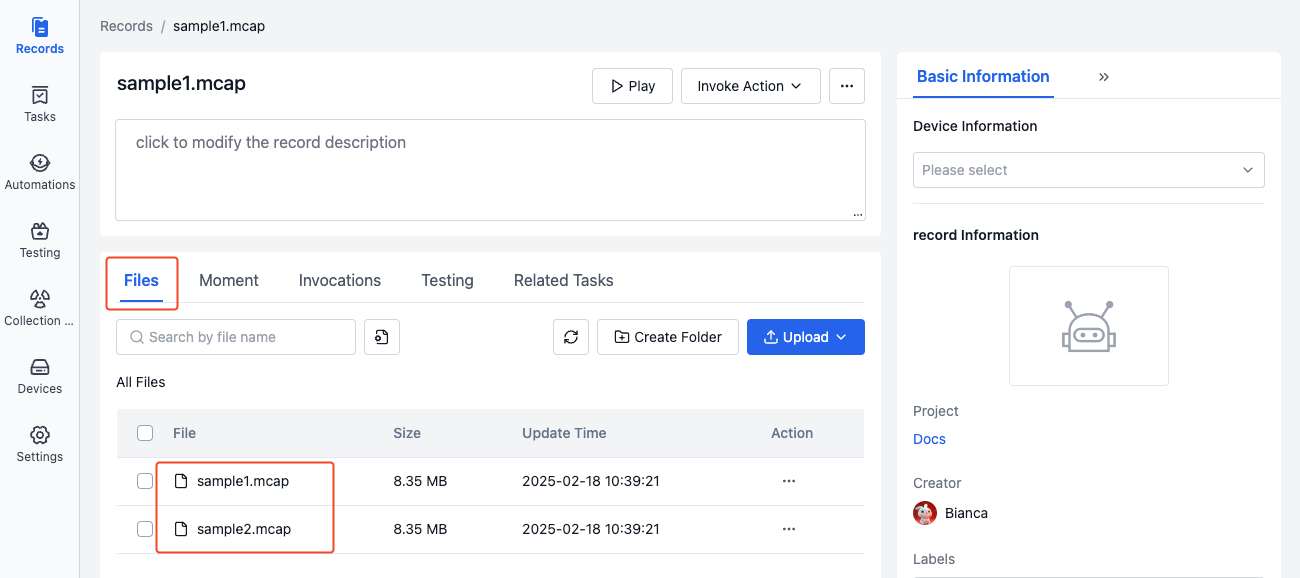 Records
Tasks
Automations
Testing
Collection ...
Devices
Settings
Records / sample1.mcap
sample1.mcap
Play
Invoke Action
...
click to modify the record description
...
Files
Moment
Invocations
Testing
Related Tasks
Search by file name
Create Folder
Upload
All Files
File Size Update Time Action
sample1.mcap 8.35 MB 2025-02-18 10:39:21 ...
sample2.mcap 8.35 MB 2025-02-18 10:39:21 ...
Basic Information
Device Information
Please select
record Information
Project
Docs
Creator
Bianca
Labels